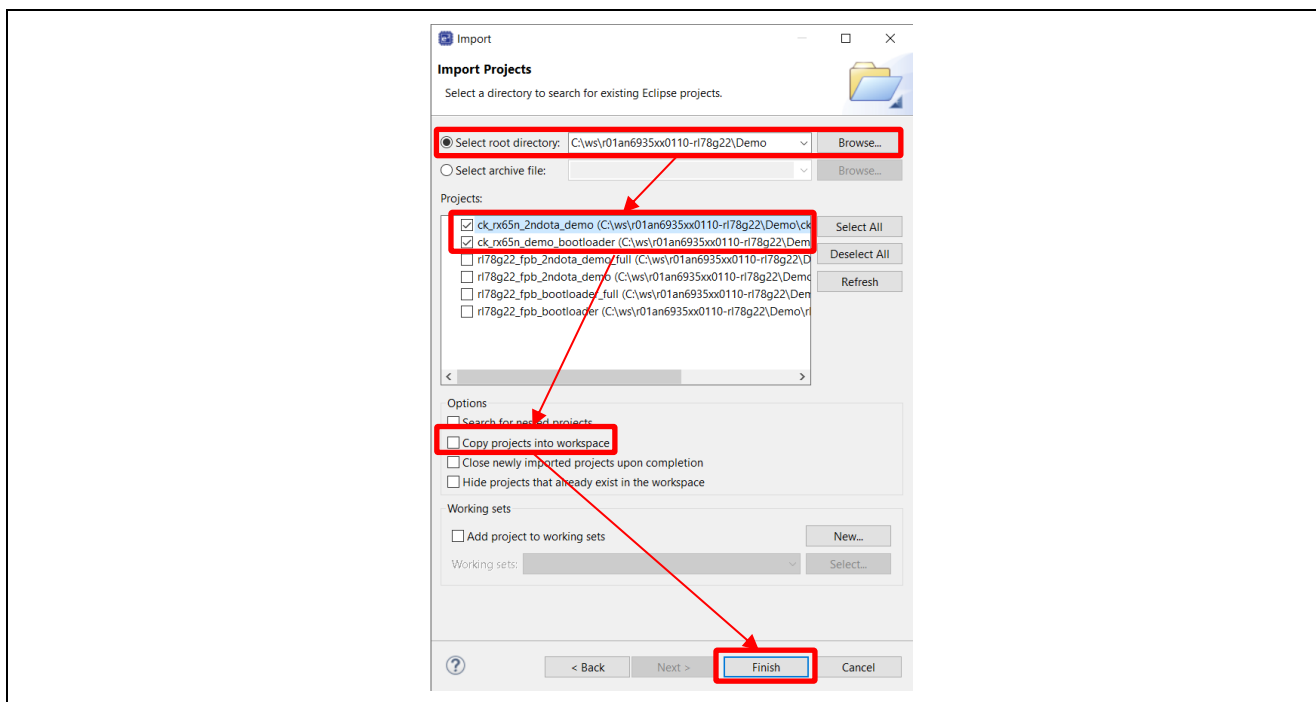 Import
Import Projects
Select a directory to search for existing Eclipse projects.
Select root directory: C:\ws\r01an6935xx0110-rl78g22\Demo Browse...
Select archive file: Browse...
Projects:
ck_rx65n_2ndota_demo (C:\ws\r01an6935xx0110-rl78g22\Demo\ck Select All
ck_rx65n_demo_bootloader (C:\ws\r01an6935xx0110-rl78g22\Dem
Deselect All
rl78g22_fpb_2ndota_demo_full (C:\ws\r01an6935xx0110-rl78g22\D
rl78g22_fpb_2ndota_demo (C:\ws\r01an6935xx0110-rl78g22\Demo Refresh
rl78g22_fpb_bootloader_full (C:\ws\r01an6935xx0110-rl78g22\Den
rl78g22_fpb_bootloader (C:\ws\r01an6935xx0110-rl78g22\Demo\rl
Options
Search for nested projects
Copy projects into workspace
Close newly imported projects upon completion
Hide projects that already exist in the workspace
Working sets
Add project to working sets New...
Working sets: Select...
? < Back Next > Finish Cancel